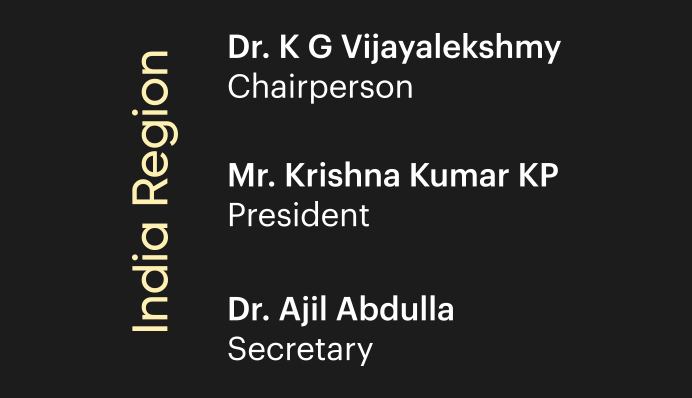 India Region
Dr. K G Vijayalekshmy
Chairperson
Mr. Krishna Kumar KP
President
Dr. Ajil Abdulla
Secretary